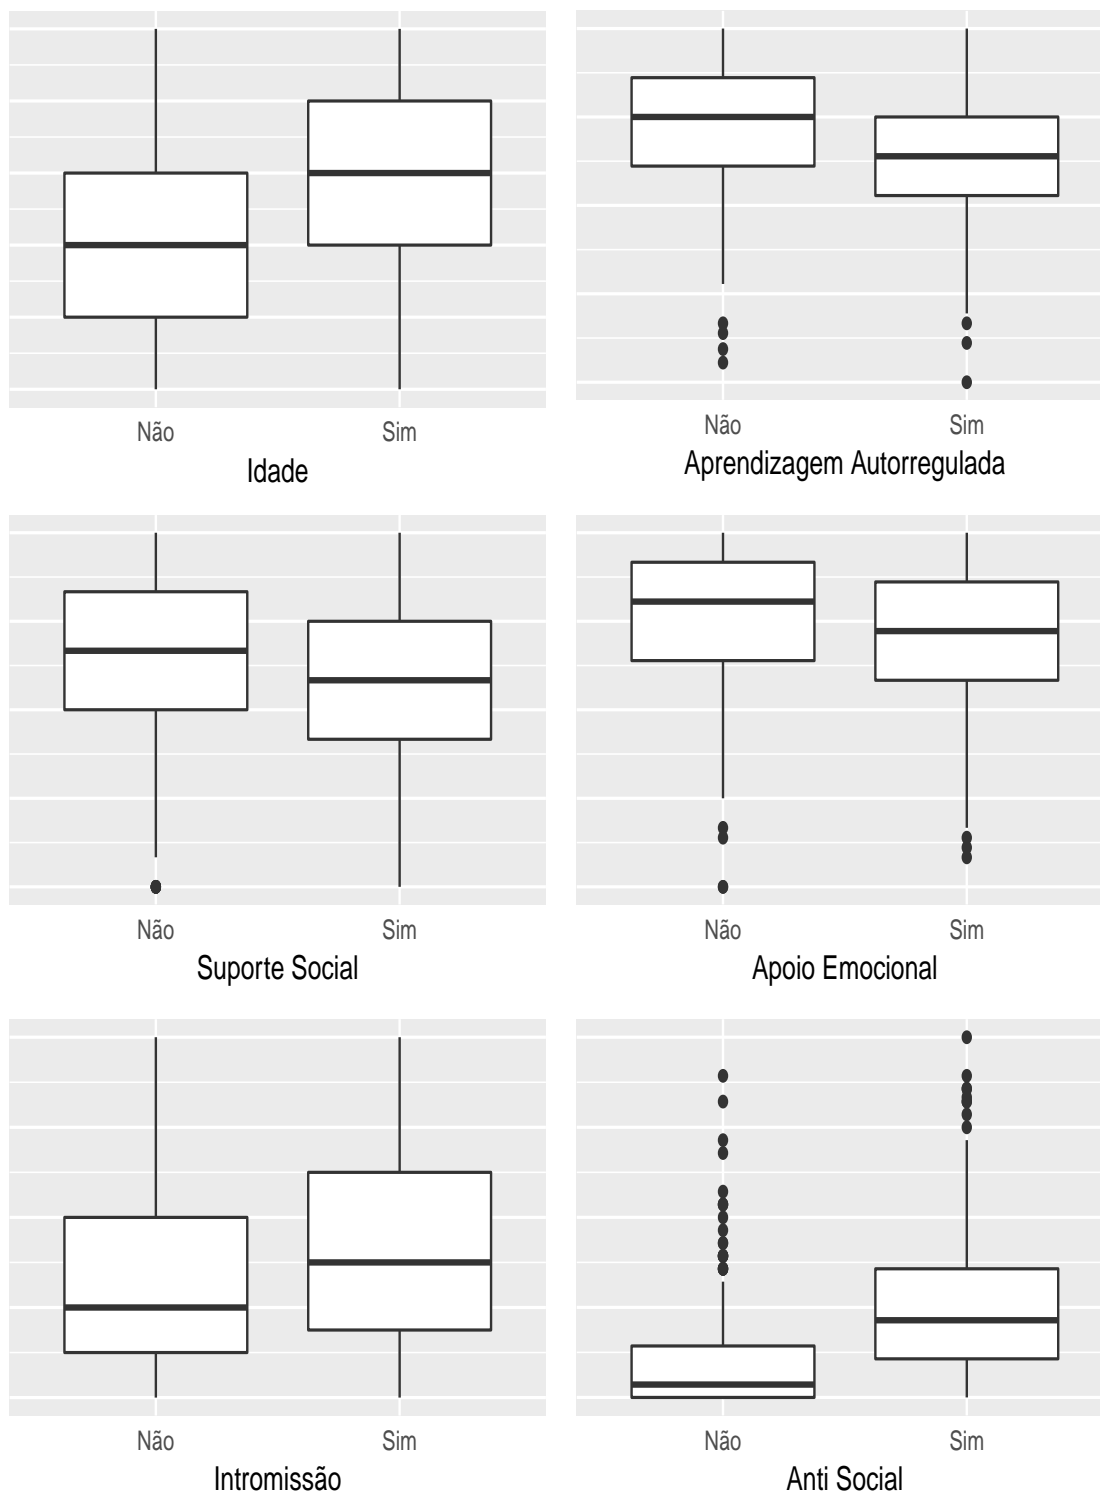 Não Sim
Idade
Não Sim
Aprendizagem Autorregulada
Não Sim
Suporte Social
Não Sim
Apoio Emocional
Não Sim
Intromissão
Não Sim
Anti Social